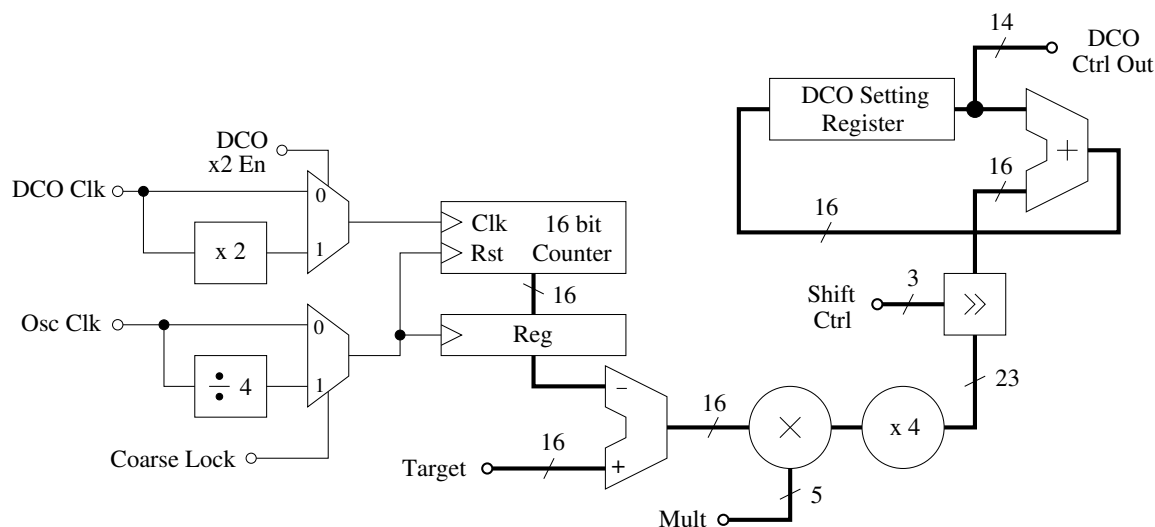 14
DCO
Ctrl Out
DCO Setting
Register
+
16
16
DCO
x2 En
DCO Clk
0
1
x 2
Clk
Rst
16 bit
Counter
16
Shift
Ctrl
3
>>
Osc Clk
0
1
÷ 4
Reg
Coarse Lock
−
+
16
Target
16
×
x 4
23
5
Mult